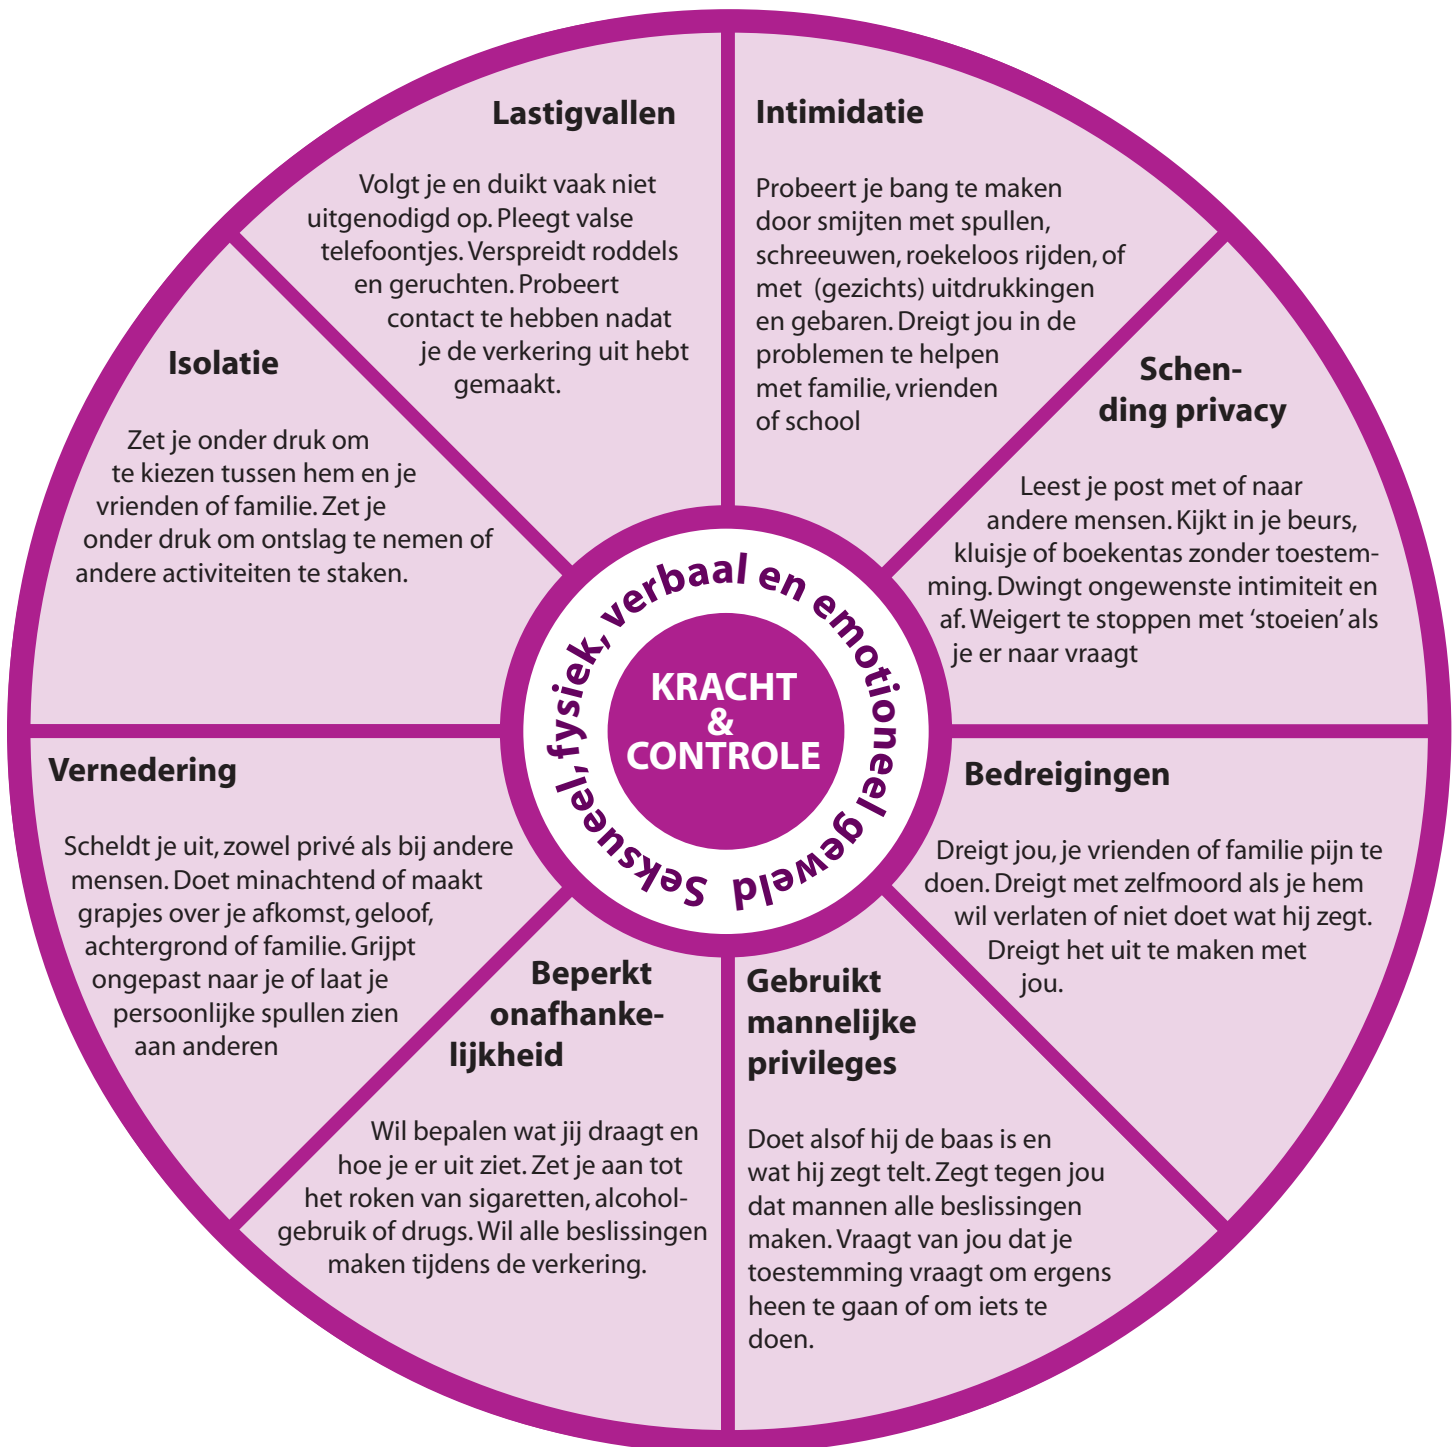 Lastigvallen
Volgt je en duikt vaak niet
uitgenodigd op. Pleegt valse
telefoontjes. Verspreidt roddels
en geruchten. Probeert
contact te hebben nadat
je de verkering uit hebt
gemaakt.
Intimidatie
Probeert je bang te maken
door smijten met spullen,
schreeuwen, roekeloos rijden, of
met (gezichts) uitdrukkingen
en gebaren. Dreigt jou in de
problemen te helpen
met familie, vrienden
of school
Schen-
ding privacy
Leest je post met of naar
andere mensen. Kijkt in je beurs,
kluisje of boekentas zonder toestem-
ming. Dwingt ongewenste intimiteit en
af. Weigert te stoppen met ‘stoeien’ als
je er naar vraagt
Bedreigingen
Dreigt jou, je vrienden of familie pijn te
doen. Dreigt met zelfmoord als je hem
wil verlaten of niet doet wat hij zegt.
Dreigt het uit te maken met
jou.
Gebruikt
mannelijke
privileges
Doet alsof hij de baas is en
wat hij zegt telt. Zegt tegen jou
dat mannen alle beslissingen
maken. Vraagt van jou dat je
toestemming vraagt om ergens
heen te gaan of om iets te
doen.
Beperkt
onafhanke-
lijkheid
Wil bepalen wat jij draagt en
hoe je er uit ziet. Zet je aan tot
het roken van sigaretten, alcohol-
gebruik of drugs. Wil alle beslissingen
maken tijdens de verkering.
Vernedering
Scheldt je uit, zowel privé als bij andere
mensen. Doet minachtend of maakt
grapjes over je afkomst, geloof,
achtergrond of familie. Grijpt
ongepast naar je of laat je
persoonlijke spullen zien
aan anderen
Isolatie
Zet je onder druk om
te kiezen tussen hem en je
vrienden of familie. Zet je
onder druk om ontslag te nemen of
andere activiteiten te staken.
Seksueel, fysiek, verbaal en emotioneel geweld
KRACHT
&
CONTROLE